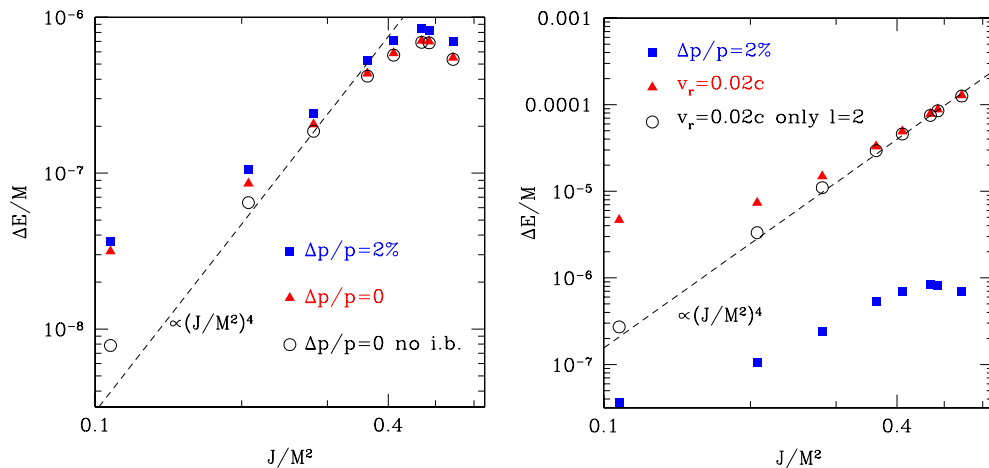 10⁻⁶
10⁻⁷
10⁻⁸
ΔE/M
Δp/p=2%
Δp/p=0
Δp/p=0 no i.b.
∝(J/M²)⁴
0.1
0.4
J/M²
0.001
0.0001
10⁻⁵
10⁻⁶
10⁻⁷
ΔE/M
Δp/p=2%
vᵣ=0.02c
vᵣ=0.02c only l=2
∝(J/M²)⁴
0.1
0.4
J/M²